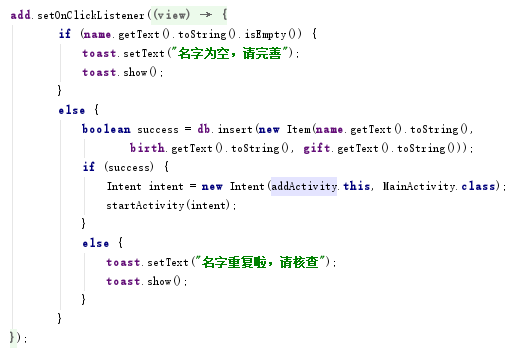 add.setOnClickListener((view) → {
if (name.getText().toString().isEmpty()) {
toast.setText("名字为空，请完善");
toast.show();
}
else {
boolean success = db.insert(new Item(name.getText().toString(),
birth.getText().toString(), gift.getText().toString()));
if (success) {
Intent intent = new Intent(addActivity.this, MainActivity.class);
startActivity(intent);
}
else {
toast.setText("名字重复啦，请核查");
toast.show();
}
}
});